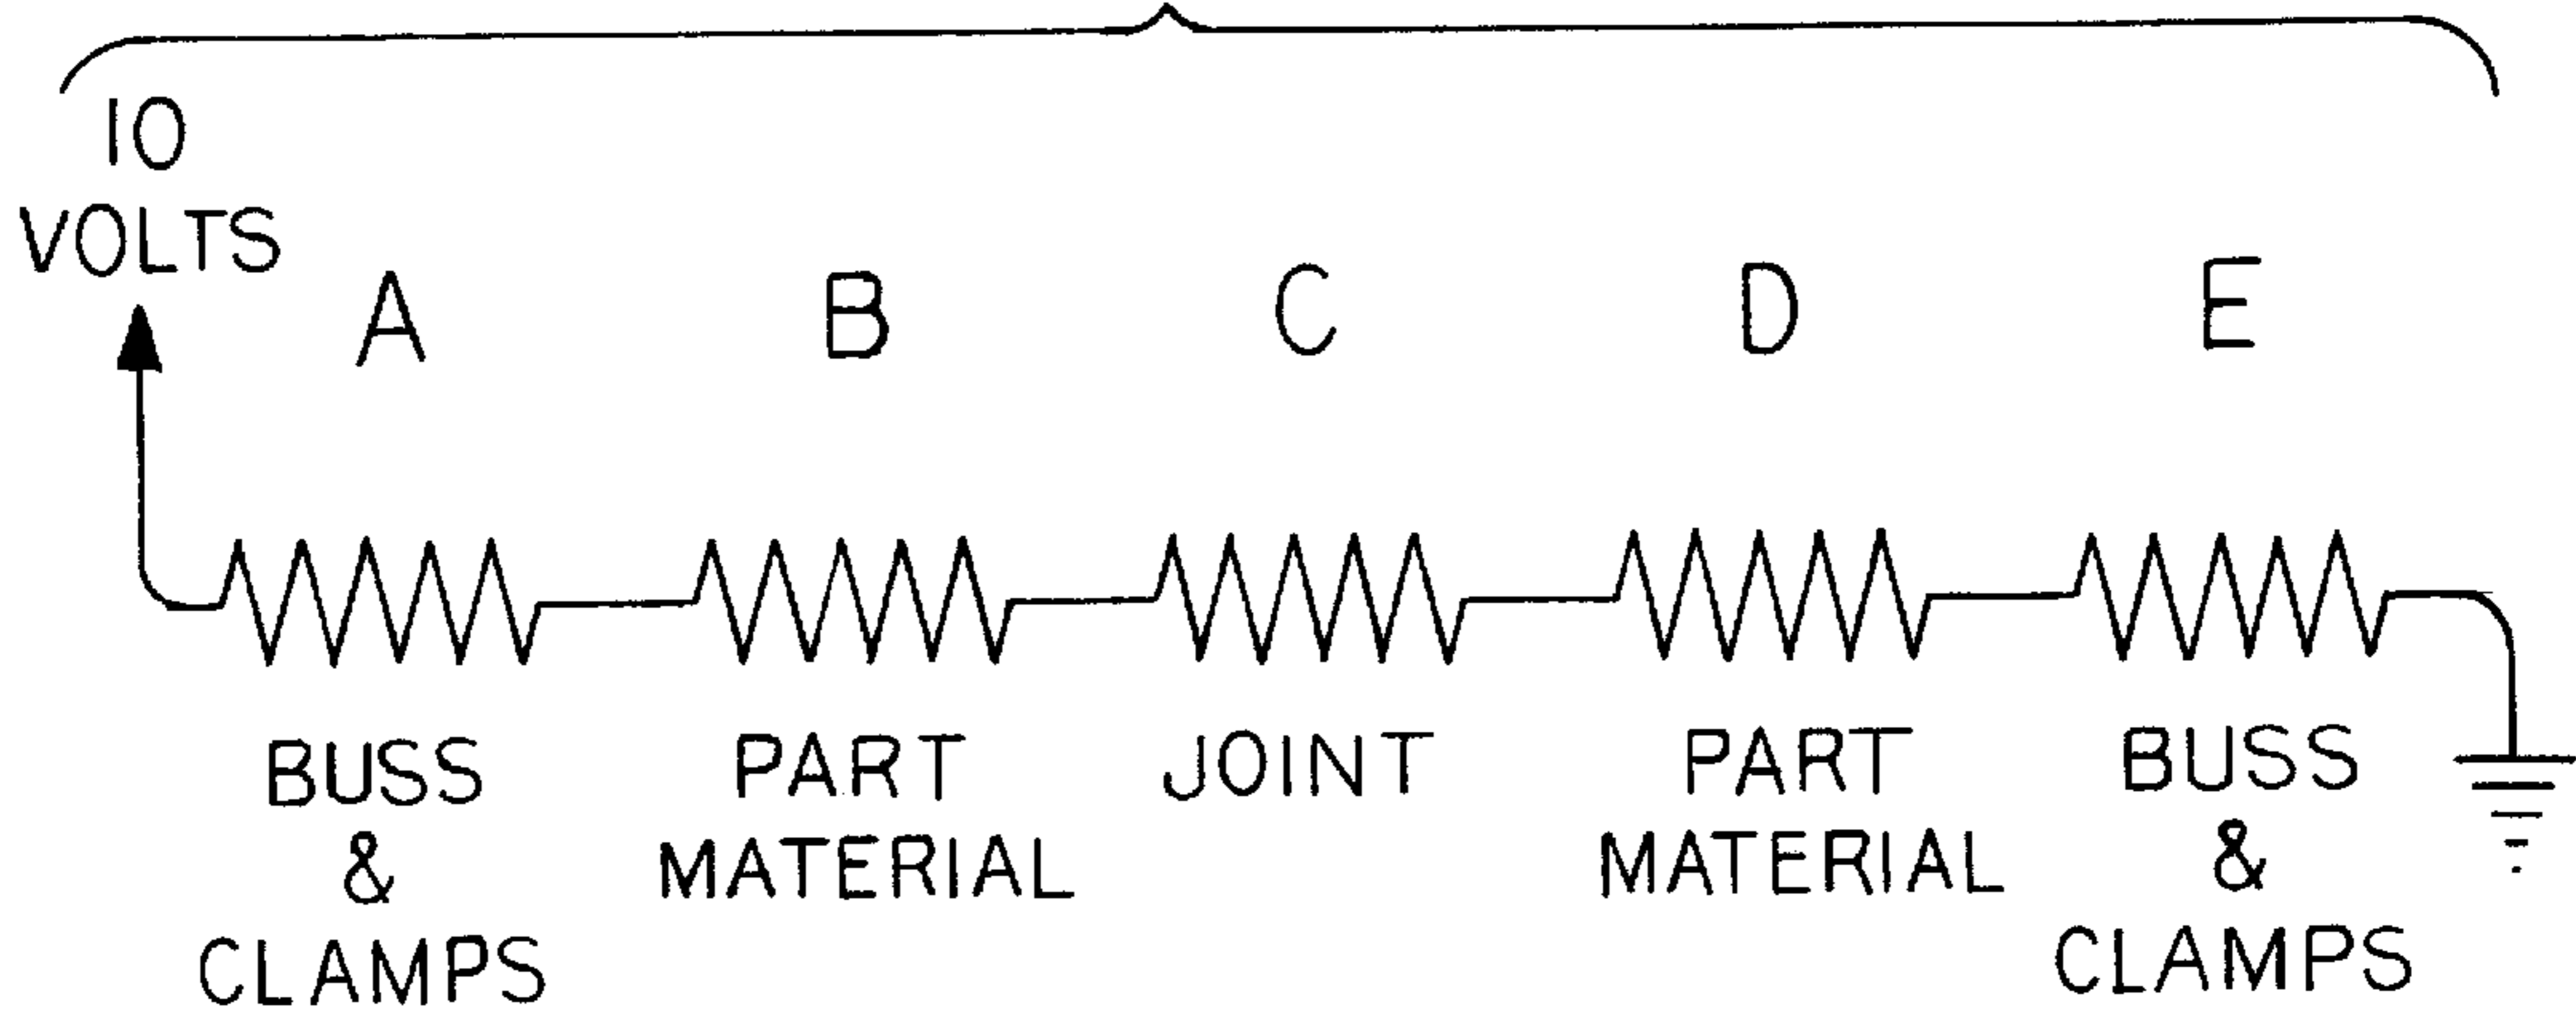 10
VOLTS
A B C D E
BUSS
&
CLAMPS
PART
MATERIAL
JOINT
PART
MATERIAL
BUSS
&
CLAMPS